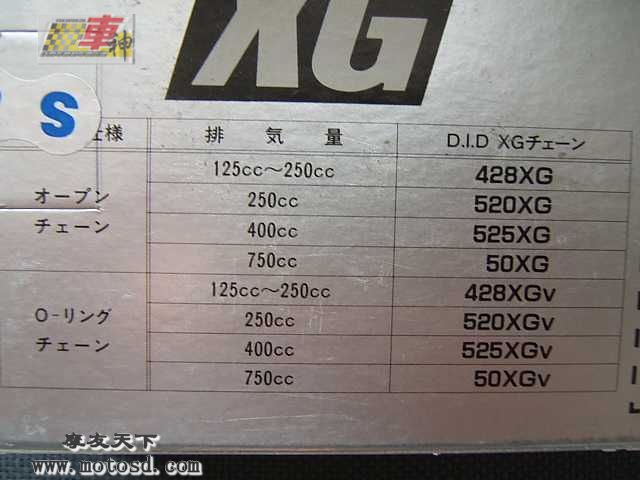 車神
XG
S
仕様 排気量 D.I.D XGチェーン
オープンチェーン
125cc～250cc 428XG
250cc 520XG
400cc 525XG
750cc 50XG
O-リングチェーン
125cc～250cc 428XGV
250cc 520XGV
400cc 525XGV
750cc 50XGV
摩友天下
www.motosd.com